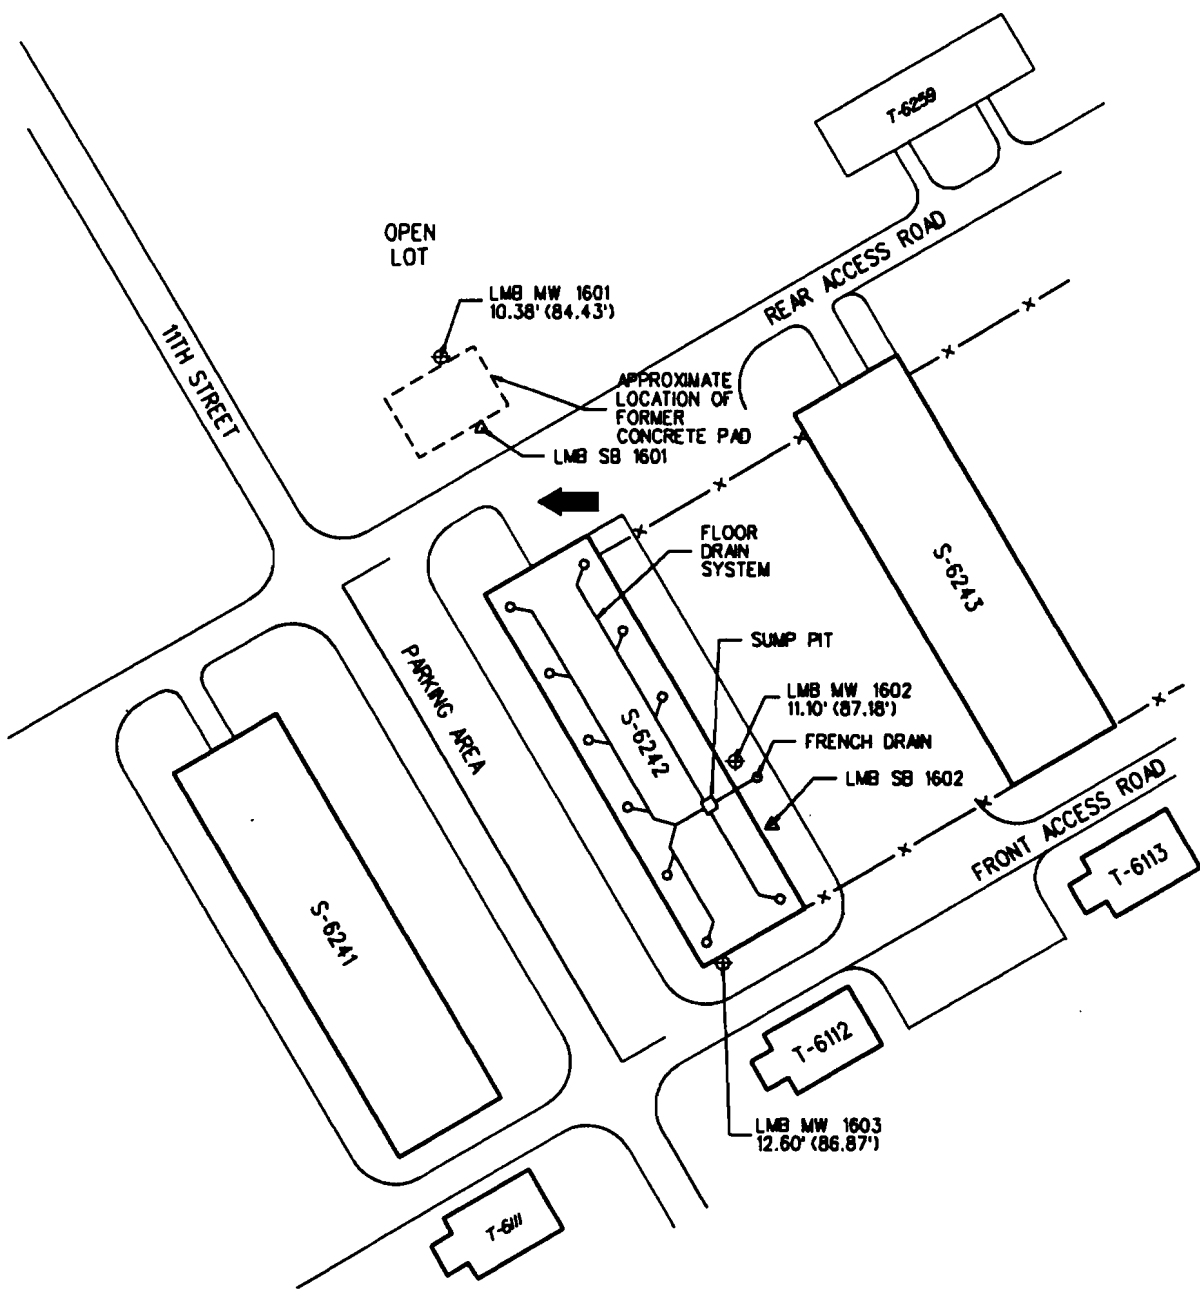 T-6259
OPEN
LOT
REAR ACCESS ROAD
LMB MW 1601
10.38' (84.43')
11TH STREET
APPROXIMATE
LOCATION OF
FORMER
CONCRETE PAD
LMB SB 1601
FLOOR
DRAIN
SYSTEM
S-6243
SUMP PIT
PARKING AREA
LMB MW 1602
11.10' (87.18')
S-6242
FRENCH DRAIN
LMB SB 1602
FRONT ACCESS ROAD
T-6113
S-6241
T-6112
LMB MW 1603
12.60' (86.87')
T-6111